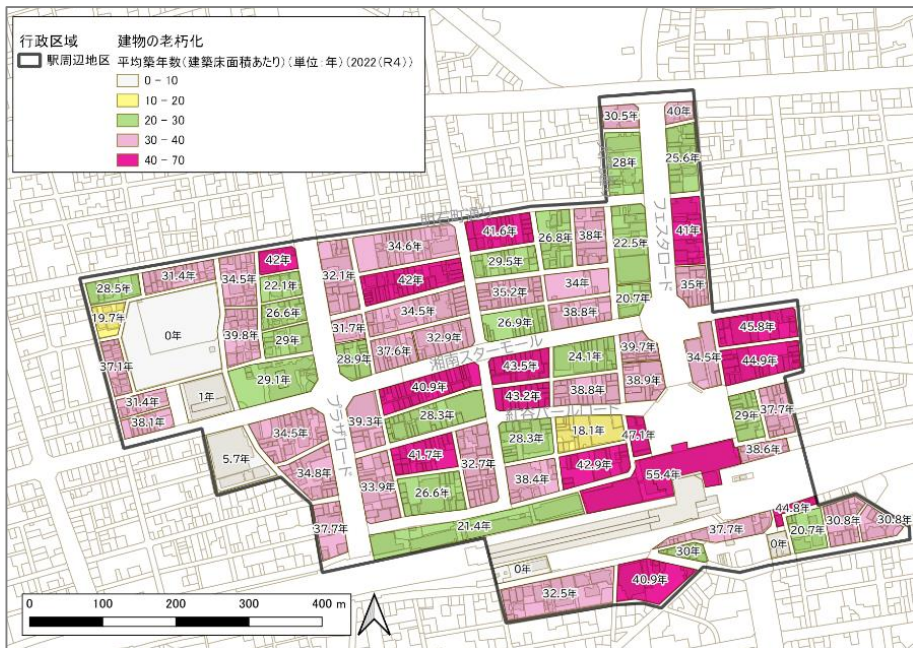 行政区域
建物の老朽化
駅周辺地区
平均築年数(建築床面積あたり)(単位:年)(2022(R4))
0 - 10
10 - 20
20 - 30
30 - 40
40 - 70
30.5年
40年
28年
25.6年
明石町通り
41.6年
26.8年
38年
22.5年
フェスタロード
41年
34.6年
42年
31.4年
34.5年
22.1年
32.1年
42年
29.5年
28.5年
35.2年
34年
35年
19.7年
26.6年
34.5年
20.7年
0年
39.8年
29年
31.7年
32.9年
26.9年
38.8年
45.8年
37.1年
28.9年
37.6年
湘南スターモール
39.7年
34.5年
44.9年
29.1年
40.9年
43.5年
24.1年
38.9年
31.4年
1年
43.2年
38.8年
38.1年
39.3年
28.3年
パールロード
29年
37.7年
34.5年
プラザロード
28.3年
18.1年
47.1年
5.7年
41.7年
32.7年
42.9年
38.6年
34.8年
33.9年
26.6年
38.4年
55.4年
37.7年
21.4年
44.8年
37.7年
20.7年
30.8年
30.8年
0年
30年
0年
32.5年
40.9年
0
100
200
300
400 m